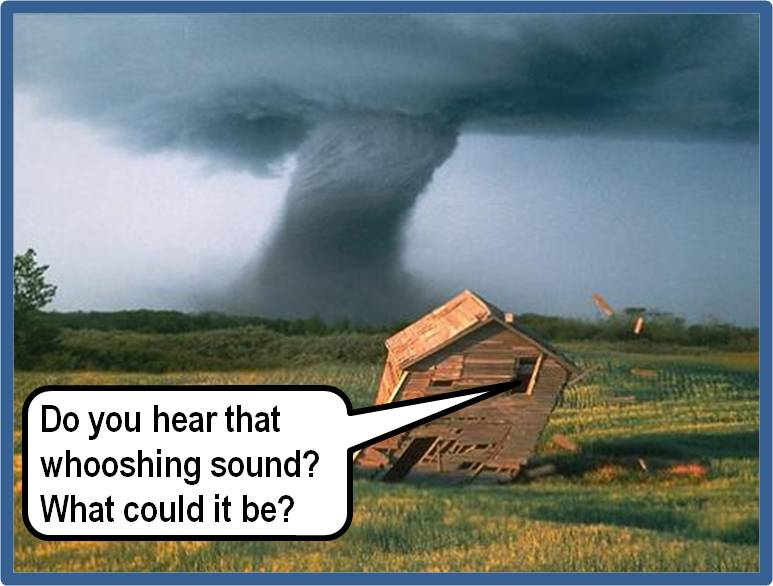 Do you hear that
whooshing sound?
What could it be?